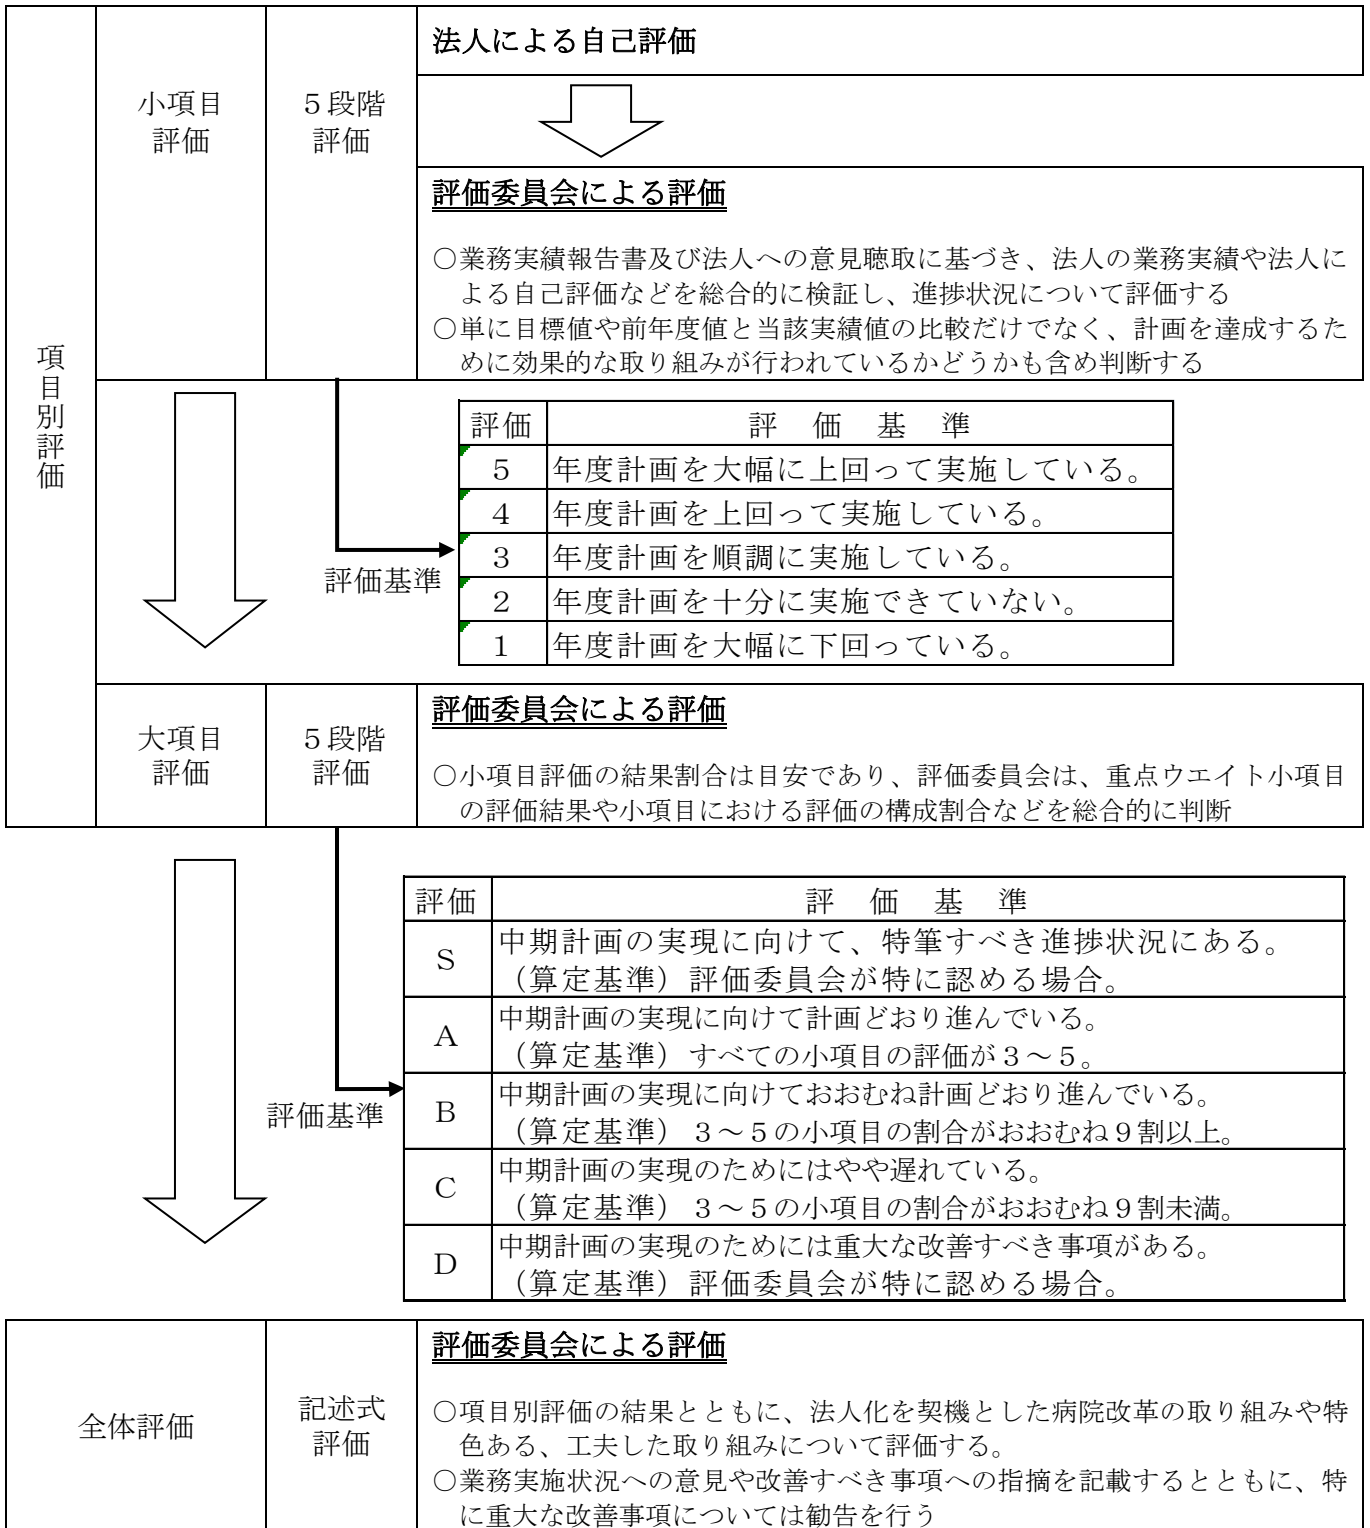 項目別評価
小項目
評価
５段階
評価
法人による自己評価
評価委員会による評価
○業務実績報告書及び法人への意見聴取に基づき、法人の業務実績や法人に
よる自己評価などを総合的に検証し、進捗状況について評価する
○単に目標値や前年度値と当該実績値の比較だけでなく、計画を達成するた
めに効果的な取り組みが行われているかどうかも含め判断する
評価基準
評価 評　価　基　準
５ 年度計画を大幅に上回って実施している。
４ 年度計画を上回って実施している。
３ 年度計画を順調に実施している。
２ 年度計画を十分に実施できていない。
１ 年度計画を大幅に下回っている。
大項目
評価
５段階
評価
評価委員会による評価
○小項目評価の結果割合は目安であり、評価委員会は、重点ウエイト小項目
の評価結果や小項目における評価の構成割合などを総合的に判断
評価基準
評価 評　価　基　準
S 中期計画の実現に向けて、特筆すべき進捗状況にある。
（算定基準）評価委員会が特に認める場合。
A 中期計画の実現に向けて計画どおり進んでいる。
（算定基準）すべての小項目の評価が３～５。
B 中期計画の実現に向けておおむね計画どおり進んでいる。
（算定基準）３～５の小項目の割合がおおむね９割以上。
C 中期計画の実現のためにはやや遅れている。
（算定基準）３～５の小項目の割合がおおむね９割未満。
D 中期計画の実現のためには重大な改善すべき事項がある。
（算定基準）評価委員会が特に認める場合。
全体評価
記述式
評価
評価委員会による評価
○項目別評価の結果とともに、法人化を契機とした病院改革の取り組みや特
色ある、工夫した取り組みについて評価する。
○業務実施状況への意見や改善すべき事項への指摘を記載するとともに、特
に重大な改善事項については勧告を行う